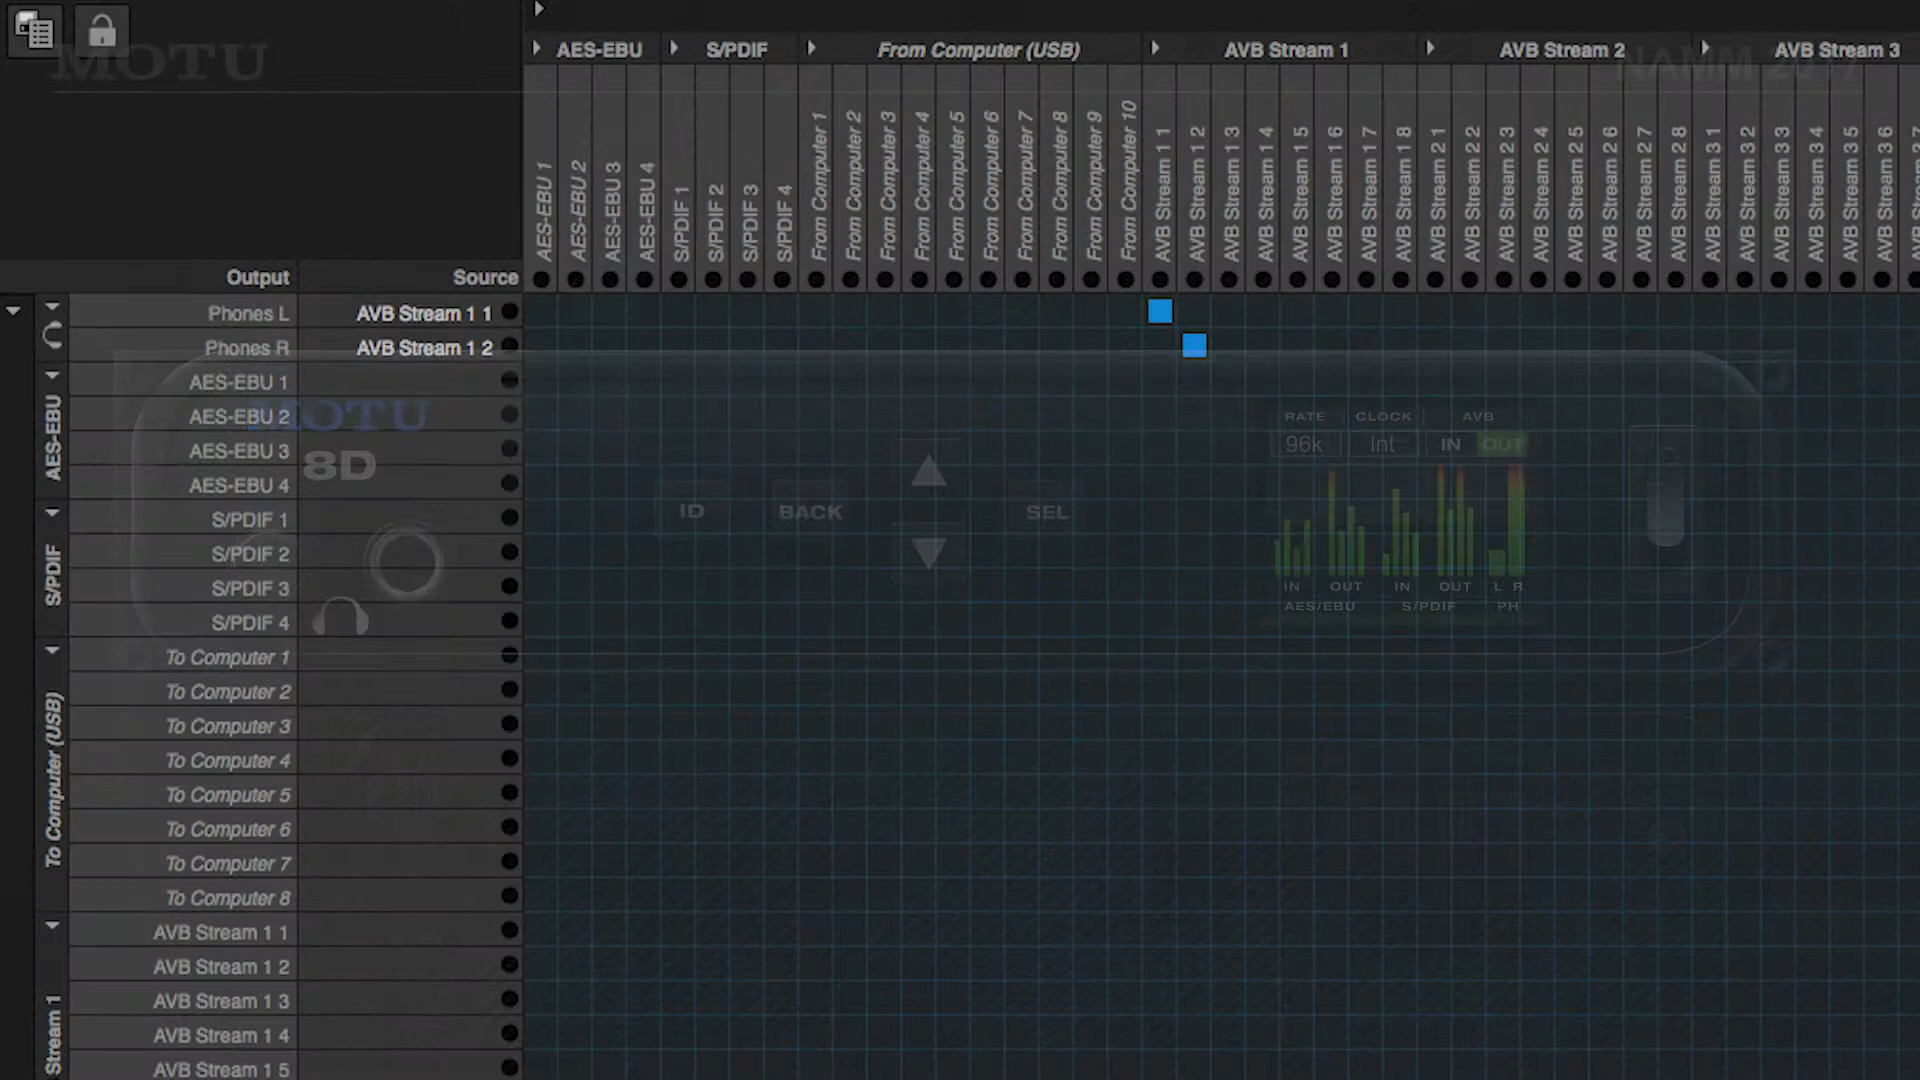 MOTU
NAMM 2017
AES-EBU
S/PDIF
From Computer (USB)
AVB Stream 1
AVB Stream 2
AVB Stream 3
AES-EBU 1
AES-EBU 2
AES-EBU 3
AES-EBU 4
S/PDIF 1
S/PDIF 2
S/PDIF 3
S/PDIF 4
From Computer 1
From Computer 2
From Computer 3
From Computer 4
From Computer 5
From Computer 6
From Computer 7
From Computer 8
From Computer 9
From Computer 10
AVB Stream 1 1
AVB Stream 1 2
AVB Stream 1 3
AVB Stream 1 4
AVB Stream 1 5
AVB Stream 1 6
AVB Stream 1 7
AVB Stream 1 8
AVB Stream 2 1
AVB Stream 2 2
AVB Stream 2 3
AVB Stream 2 4
AVB Stream 2 5
AVB Stream 2 6
AVB Stream 2 7
AVB Stream 2 8
AVB Stream 3 1
AVB Stream 3 2
AVB Stream 3 3
AVB Stream 3 4
AVB Stream 3 5
AVB Stream 3 6
Output Source
Phones L AVB Stream 1 1
Phones R AVB Stream 1 2
AES-EBU
AES-EBU 1
AES-EBU 2
AES-EBU 3
AES-EBU 4
S/PDIF
S/PDIF 1
S/PDIF 2
S/PDIF 3
S/PDIF 4
To Computer (USB)
To Computer 1
To Computer 2
To Computer 3
To Computer 4
To Computer 5
To Computer 6
To Computer 7
To Computer 8
Stream 1
AVB Stream 1 1
AVB Stream 1 2
AVB Stream 1 3
AVB Stream 1 4
AVB Stream 1 5
MOTU
8D
ID
BACK
SEL
RATE CLOCK AVB
96k Int IN OUT
IN OUT IN OUT L R
AES/EBU S/PDIF PH